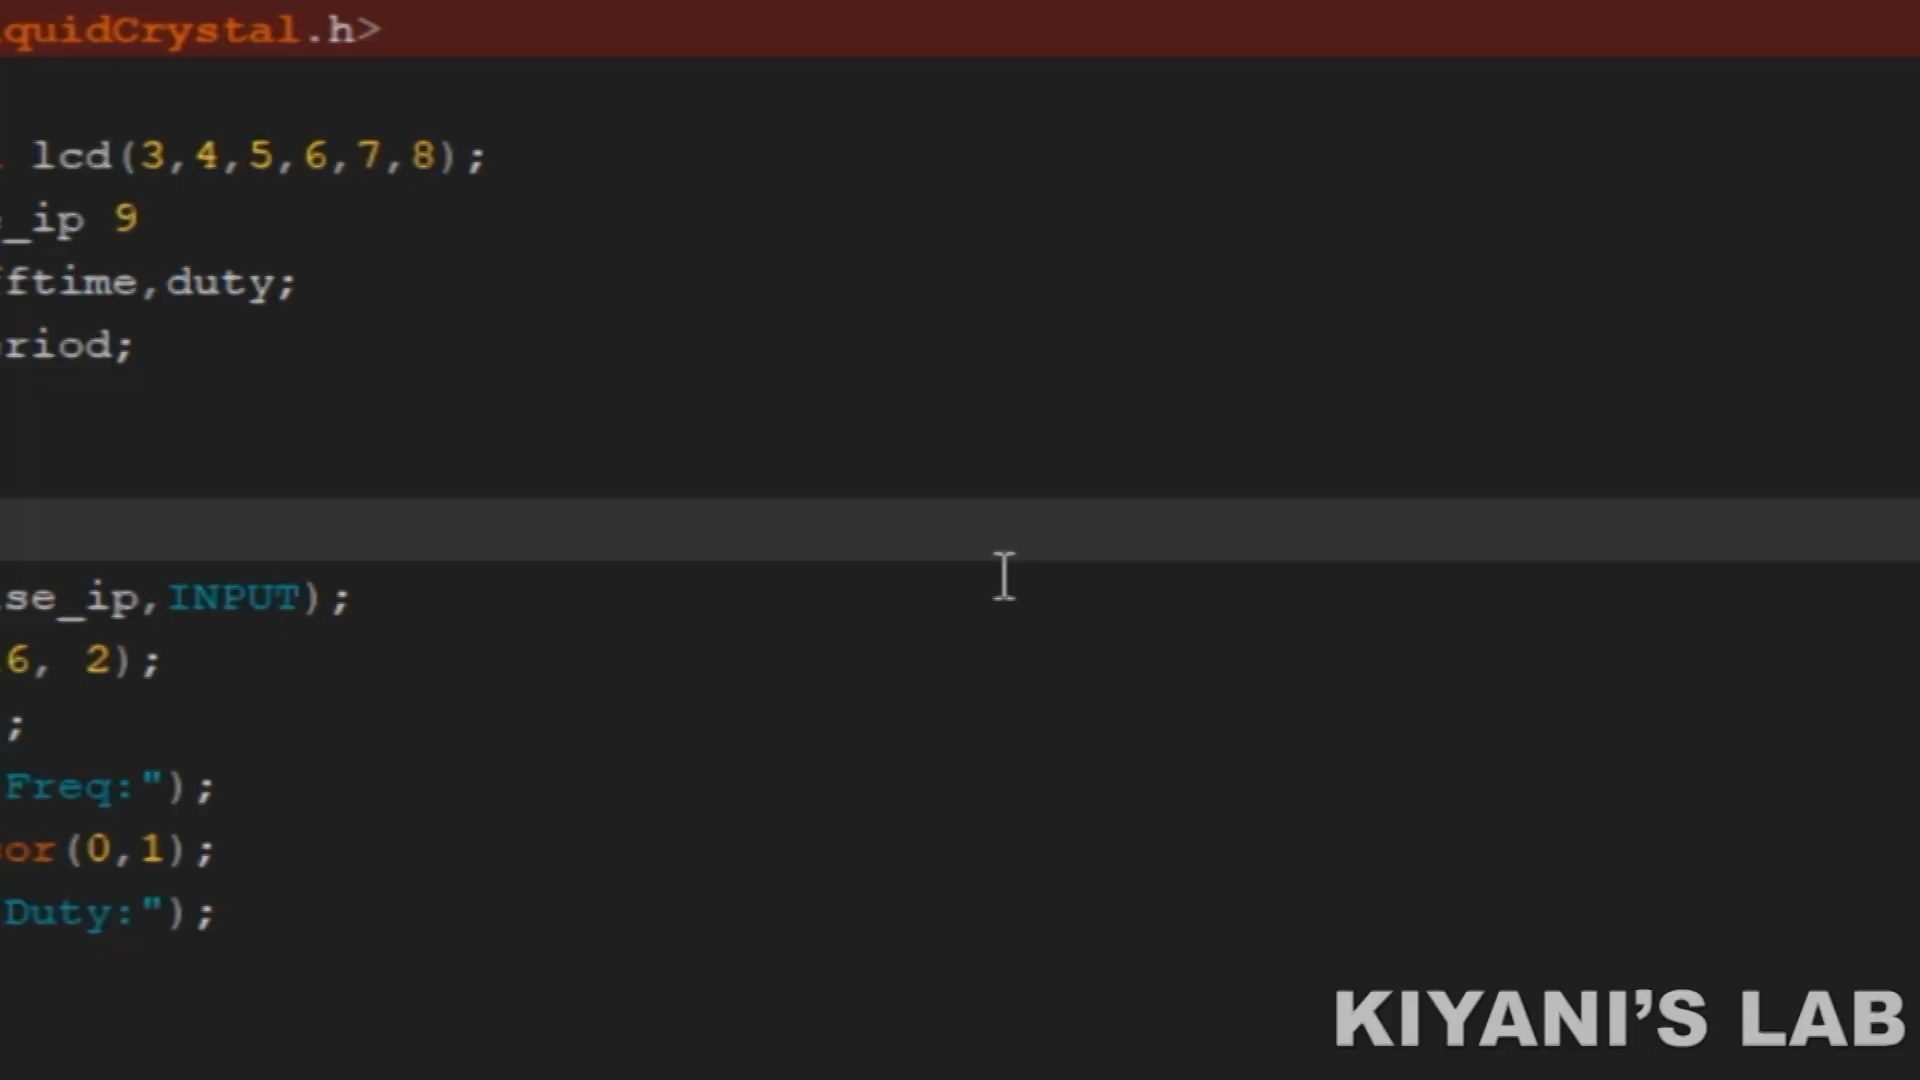 quidCrystal.h>
lcd(3,4,5,6,7,8);
_ip 9
ftime,duty;
riod;
se_ip,INPUT);
6, 2);
;
Freq:");
or(0,1);
Duty:");
KIYANI'S LAB